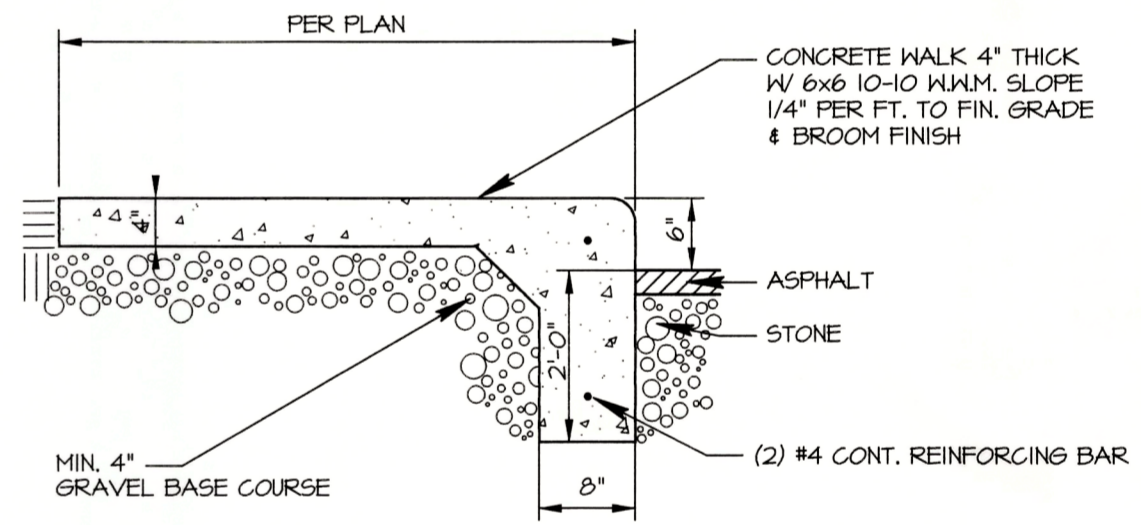 PER PLAN
CONCRETE WALK 4" THICK
W/ 6x6 10-10 W.W.M. SLOPE
1/4" PER FT. TO FIN. GRADE
& BROOM FINISH
4"
6"
ASPHALT
STONE
2'-0"
(2) #4 CONT. REINFORCING BAR
MIN. 4"
GRAVEL BASE COURSE
8"